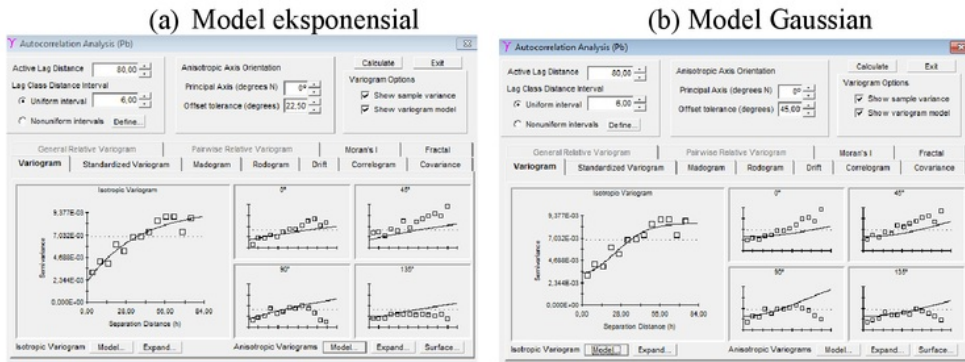 (a) Model eksponensial
Autocorrelation Analysis (Pb)
Active Lag Distance 80,00
Lag Class Distance Interval
Uniform interval 6,00
Nonuniform intervals Define...
Anisotropic Axis Orientation
Principal Axis (degrees N) 0º
Offset tolerance (degrees) 22,50
Calculate Exit
Variogram Options
Show sample variance
Show variogram model
General Relative Variogram Pairwise Relative Variogram Moran's I Fractal
Variogram Standardized Variogram Madogram Rodogram Drift Correlogram Covariance
Isotropic Variogram
Semivariance
9,377E-03
7,032E-03
4,688E-03
2,344E-03
0,000E+00
0,00 28,00 56,00 84,00
Separation Distance (h)
0º 45º
90º 135º
Isotropic Variogram Model... Expand...
Anisotropic Variograms Model... Expand... Surface...
(b) Model Gaussian
Autocorrelation Analysis (Pb)
Active Lag Distance 80,00
Lag Class Distance Interval
Uniform interval 6,00
Nonuniform intervals Define...
Anisotropic Axis Orientation
Principal Axis (degrees N) 0º
Offset tolerance (degrees) 45,00
Calculate Exit
Variogram Options
Show sample variance
Show variogram model
General Relative Variogram Pairwise Relative Variogram Moran's I Fractal
Variogram Standardized Variogram Madogram Rodogram Drift Correlogram Covariance
Isotropic Variogram
Semivariance
9,377E-03
7,032E-03
4,688E-03
2,344E-03
0,000E+00
0,00 28,00 56,00 84,00
Separation Distance (h)
0º 45º
90º 135º
Isotropic Variogram Model... Expand...
Anisotropic Variograms Model... Expand... Surface...